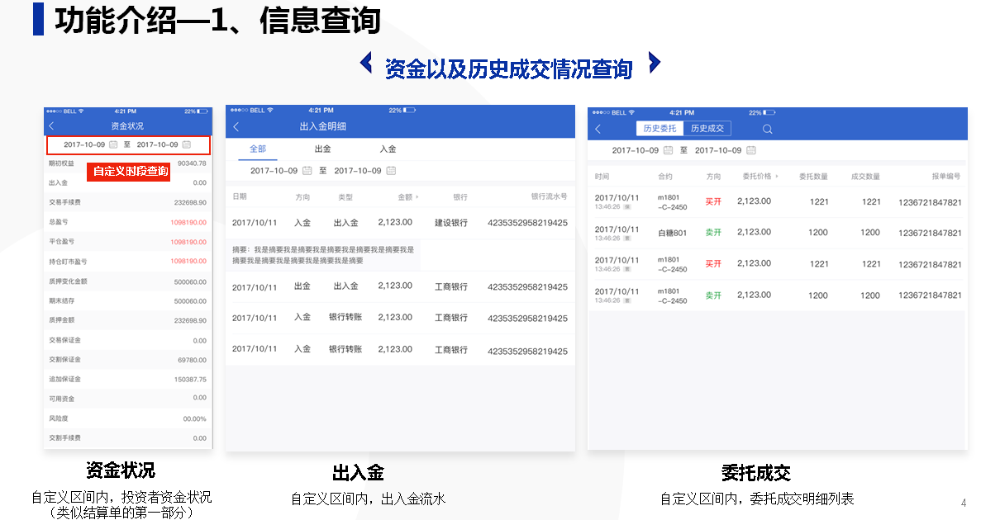 功能介绍—1、信息查询
资金以及历史成交情况查询
BELL 4:21 PM 22%
资金状况
2017-10-09 至 2017-10-09
自定义时段查询
期初权益 90340.78
出入金 0.00
交易手续费 232698.90
总盈亏 1098190.00
平仓盈亏 1098190.00
持仓盯市盈亏 1098190.00
质押变化金额 500060.00
期末结存 500060.00
质押金额 232698.90
交易保证金 0.00
交割保证金 69780.00
追加保证金 150387.75
可用资金 0.00
风险度 00.00%
交割手续费 0.00
资金状况
自定义区间内，投资者资金状况
（类似结算单的第一部分）
BELL 4:21 PM 22%
出入金明细
全部 出金 入金
2017-10-09 至 2017-10-09
日期 方向 类型 金额 银行 银行流水号
2017/10/11 入金 出入金 2,123.00 建设银行 4235352958219425
摘要：我是摘要我是摘要我是摘要我是摘要我是摘要我是
摘要我是摘要我是摘要我是摘要我是摘要
2017/10/11 出金 出入金 2,123.00 工商银行 4235352958219425
2017/10/11 入金 银行转账 2,123.00 工商银行 4235352958219425
2017/10/11 入金 银行转账 2,123.00 工商银行 4235352958219425
出入金
自定义区间内，出入金流水
BELL 4:21 PM 22%
历史委托 历史成交
2017-10-09 至 2017-10-09
时间 合约 方向 委托价格 委托数量 成交数量 报单编号
2017/10/11 m1801 买开 2,123.00 1221 1221 1236721847821
13:46:26 -C-2450
2017/10/11 白糖801 卖开 2,123.00 1200 1200 1236721847821
13:46:26
2017/10/11 m1801 买开 2,123.00 1221 1221 1236721847821
13:46:26 -C-2450
2017/10/11 m1801 卖开 2,123.00 1200 1200 1236721847821
13:46:26 -C-2450
委托成交
自定义区间内，委托成交明细列表
4